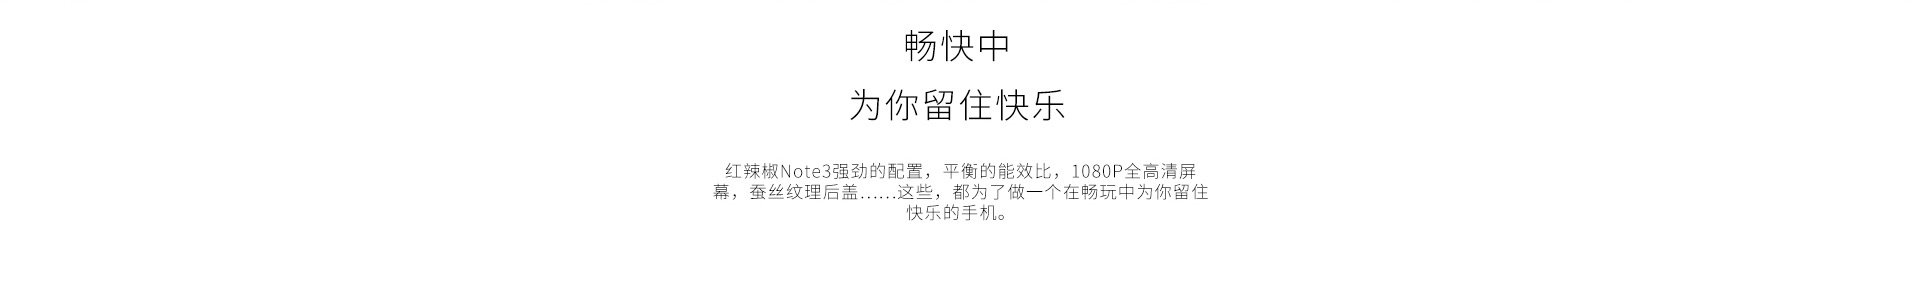 畅快中
为你留住快乐
红辣椒Note3强劲的配置，平衡的能效比，1080P全高清屏
幕，蚕丝纹理后盖......这些，都为了做一个在畅玩中为你留住
快乐的手机。